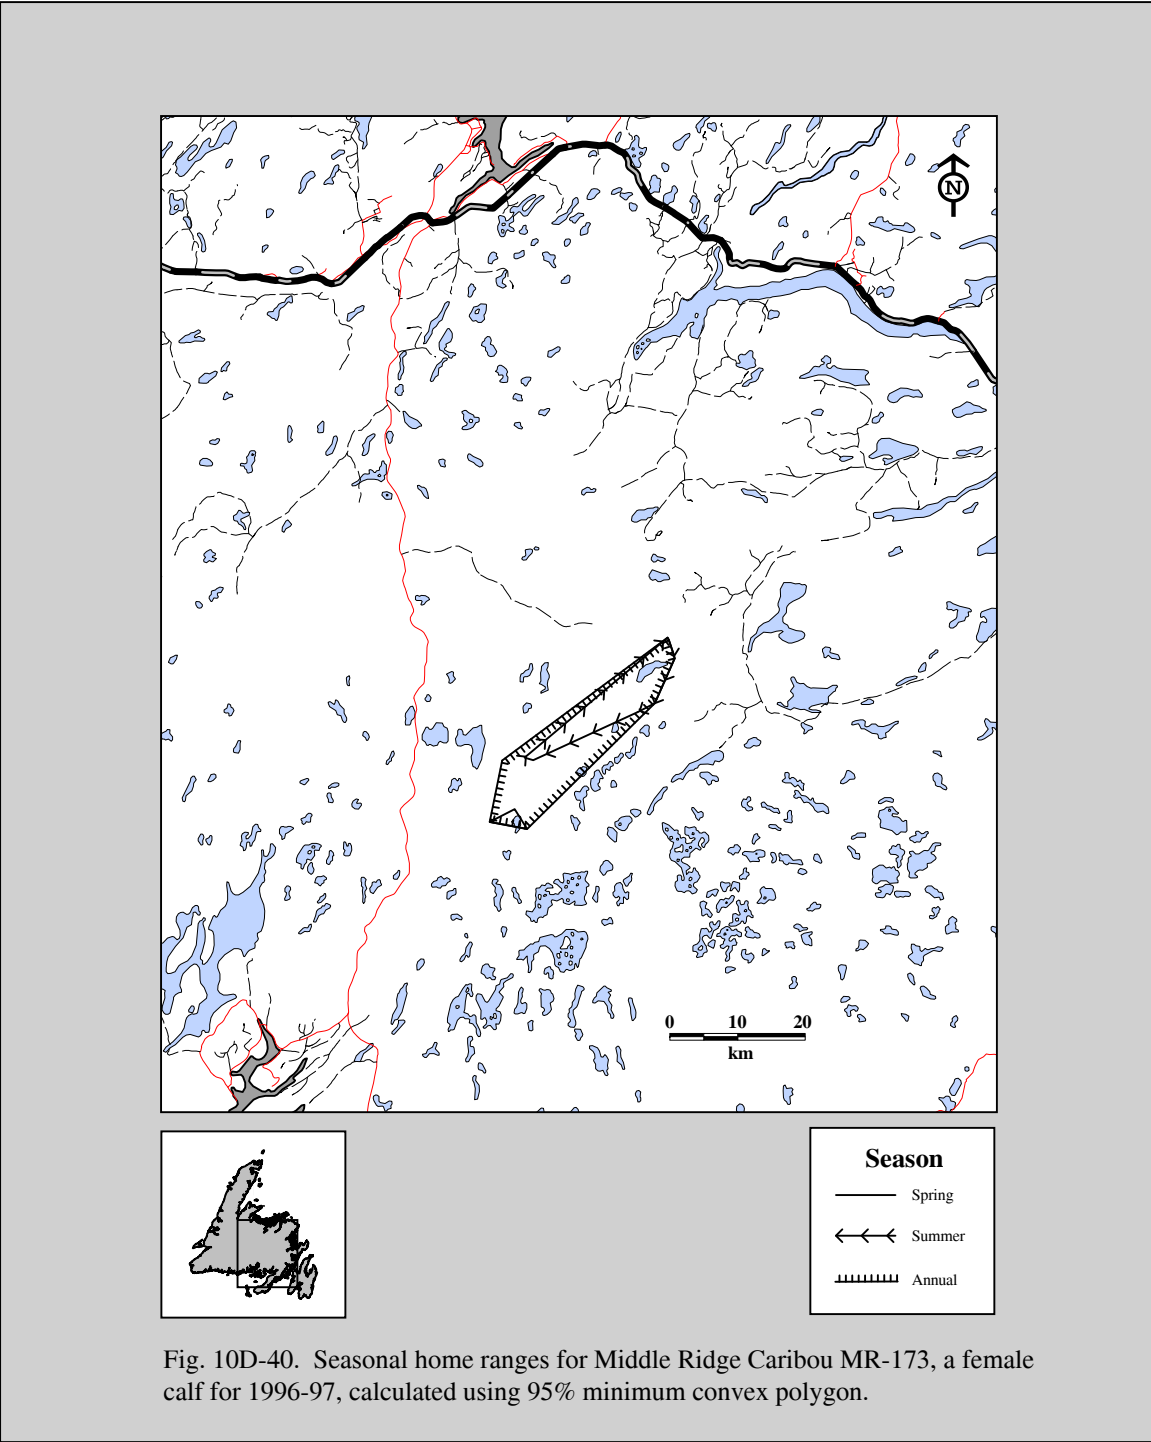 N
0 10 20
km
Season
Spring
Summer
Annual
Fig. 10D-40. Seasonal home ranges for Middle Ridge Caribou MR-173, a female
calf for 1996-97, calculated using 95% minimum convex polygon.